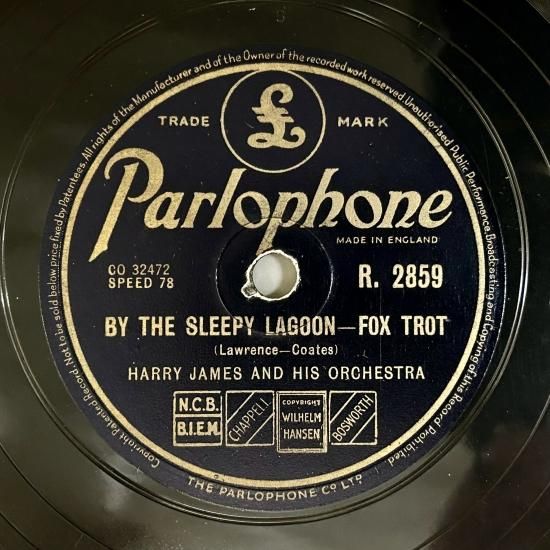 All rights of the Manufacturer and of the Owner of the recorded work reserved Unauthorised Public Performance, Broadcasting and Copying of this Record Prohibited.
Copyright Patented Record. Not to be sold below price fixed by Patentees.
£
TRADE MARK
Parlophone
MADE IN ENGLAND
CO 32472
SPEED 78
R. 2859
BY THE SLEEPY LAGOON—FOX TROT
(Lawrence—Coates)
HARRY JAMES AND HIS ORCHESTRA
N.C.B.
B.I.E.M.
CHAPPELL
COPYRIGHT
WILHELM
HANSEN
BOSWORTH
THE PARLOPHONE Co LTD